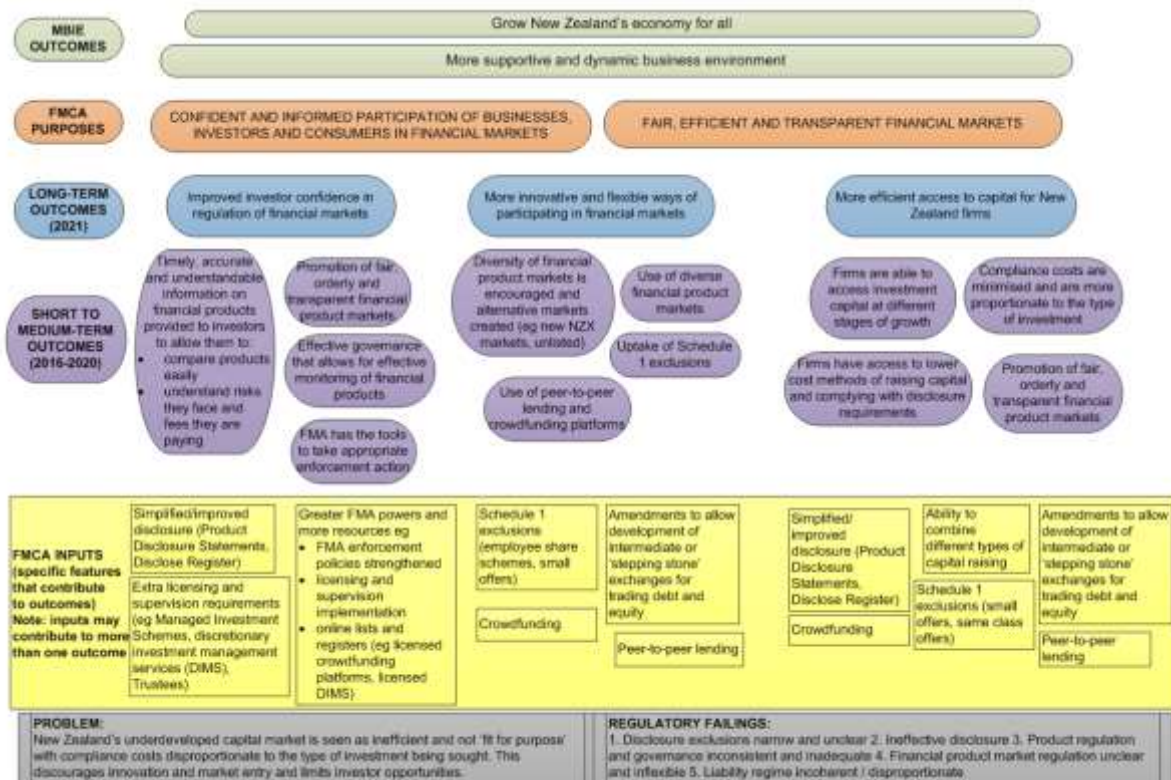 MBIE
OUTCOMES
Grow New Zealand's economy for all
More supportive and dynamic business environment
FMCA
PURPOSES
CONFIDENT AND INFORMED PARTICIPATION OF BUSINESSES,
INVESTORS AND CONSUMERS IN FINANCIAL MARKETS
FAIR, EFFICIENT AND TRANSPARENT FINANCIAL MARKETS
LONG-TERM
OUTCOMES
(2021)
Improved investor confidence in
regulation of financial markets
More innovative and flexible ways of
participating in financial markets
More efficient access to capital for New
Zealand firms
SHORT TO
MEDIUM-TERM
OUTCOMES
(2016-2020)
Timely, accurate
and understandable
information on
financial products
provided to investors
to allow them to:
• compare products
easily
• understand risks
they face and
fees they are
paying
Promotion of fair,
orderly and
transparent financial
product markets
Effective governance
that allows for effective
monitoring of financial
products
FMA has the tools
to take appropriate
enforcement action
Diversity of financial
product markets is
encouraged and
alternative markets
created (eg new NZX
markets, unlisted)
Use of diverse
financial product
markets
Uptake of Schedule
1 exclusions
Use of peer-to-peer
lending and
crowdfunding platforms
Firms are able to
access investment
capital at different
stages of growth
Compliance costs are
minimised and are more
proportionate to the type
of investment
Firms have access to lower
cost methods of raising capital
and complying with disclosure
requirements
Promotion of fair,
orderly and
transparent financial
product markets
FMCA INPUTS
(specific features
that contribute
to outcomes)
Note: inputs may
contribute to more
than one outcome
Simplified/improved
disclosure (Product
Disclosure Statements,
Disclose Register)
Extra licensing and
supervision requirements
(eg Managed Investment
Schemes, discretionary
investment management
services (DIMS),
Trustees)
Greater FMA powers and
more resources eg
• FMA enforcement
policies strengthened
• licensing and
supervision
implementation
• online lists and
registers (eg licensed
crowdfunding
platforms, licensed
DIMS)
Schedule 1
exclusions
(employee share
schemes, small
offers)
Crowdfunding
Amendments to allow
development of
intermediate or
'stepping stone'
exchanges for
trading debt and
equity
Peer-to-peer lending
Simplified/
improved
disclosure (Product
Disclosure
Statements,
Disclose Register)
Crowdfunding
Ability to
combine
different types of
capital raising
Schedule 1
exclusions (small
offers, same class
offers)
Amendments to allow
development of
intermediate or
'stepping stone'
exchanges for
trading debt and
equity
Peer-to-peer
lending
PROBLEM:
New Zealand's underdeveloped capital market is seen as inefficient and not 'fit for purpose'
with compliance costs disproportionate to the type of investment being sought. This
discourages innovation and market entry and limits investor opportunities.
REGULATORY FAILINGS:
1. Disclosure exclusions narrow and unclear 2. Ineffective disclosure 3. Product regulation
and governance inconsistent and inadequate 4. Financial product market regulation unclear
and inflexible 5. Liability regime incoherent / disproportionate